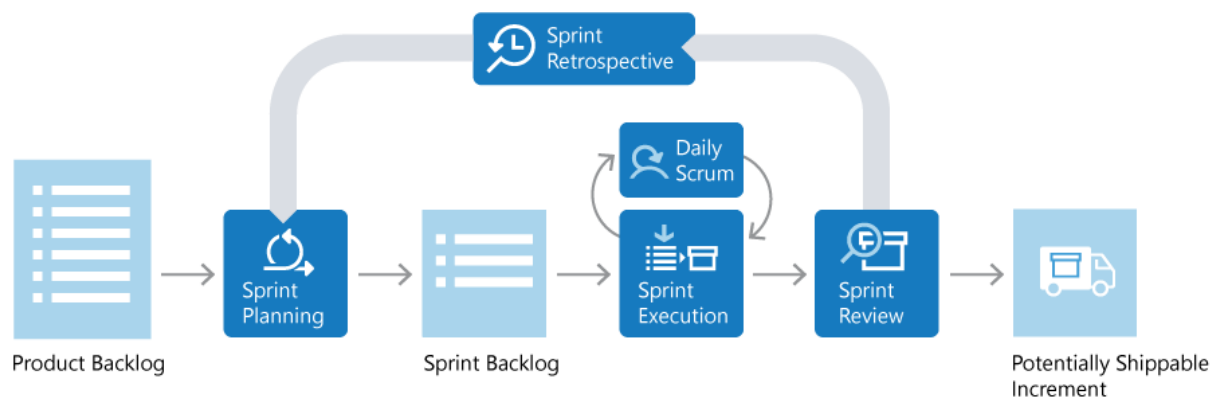 Sprint
Retrospective
Daily
Scrum
Sprint
Planning
Sprint
Execution
Sprint
Review
Product Backlog
Sprint Backlog
Potentially Shippable
Increment